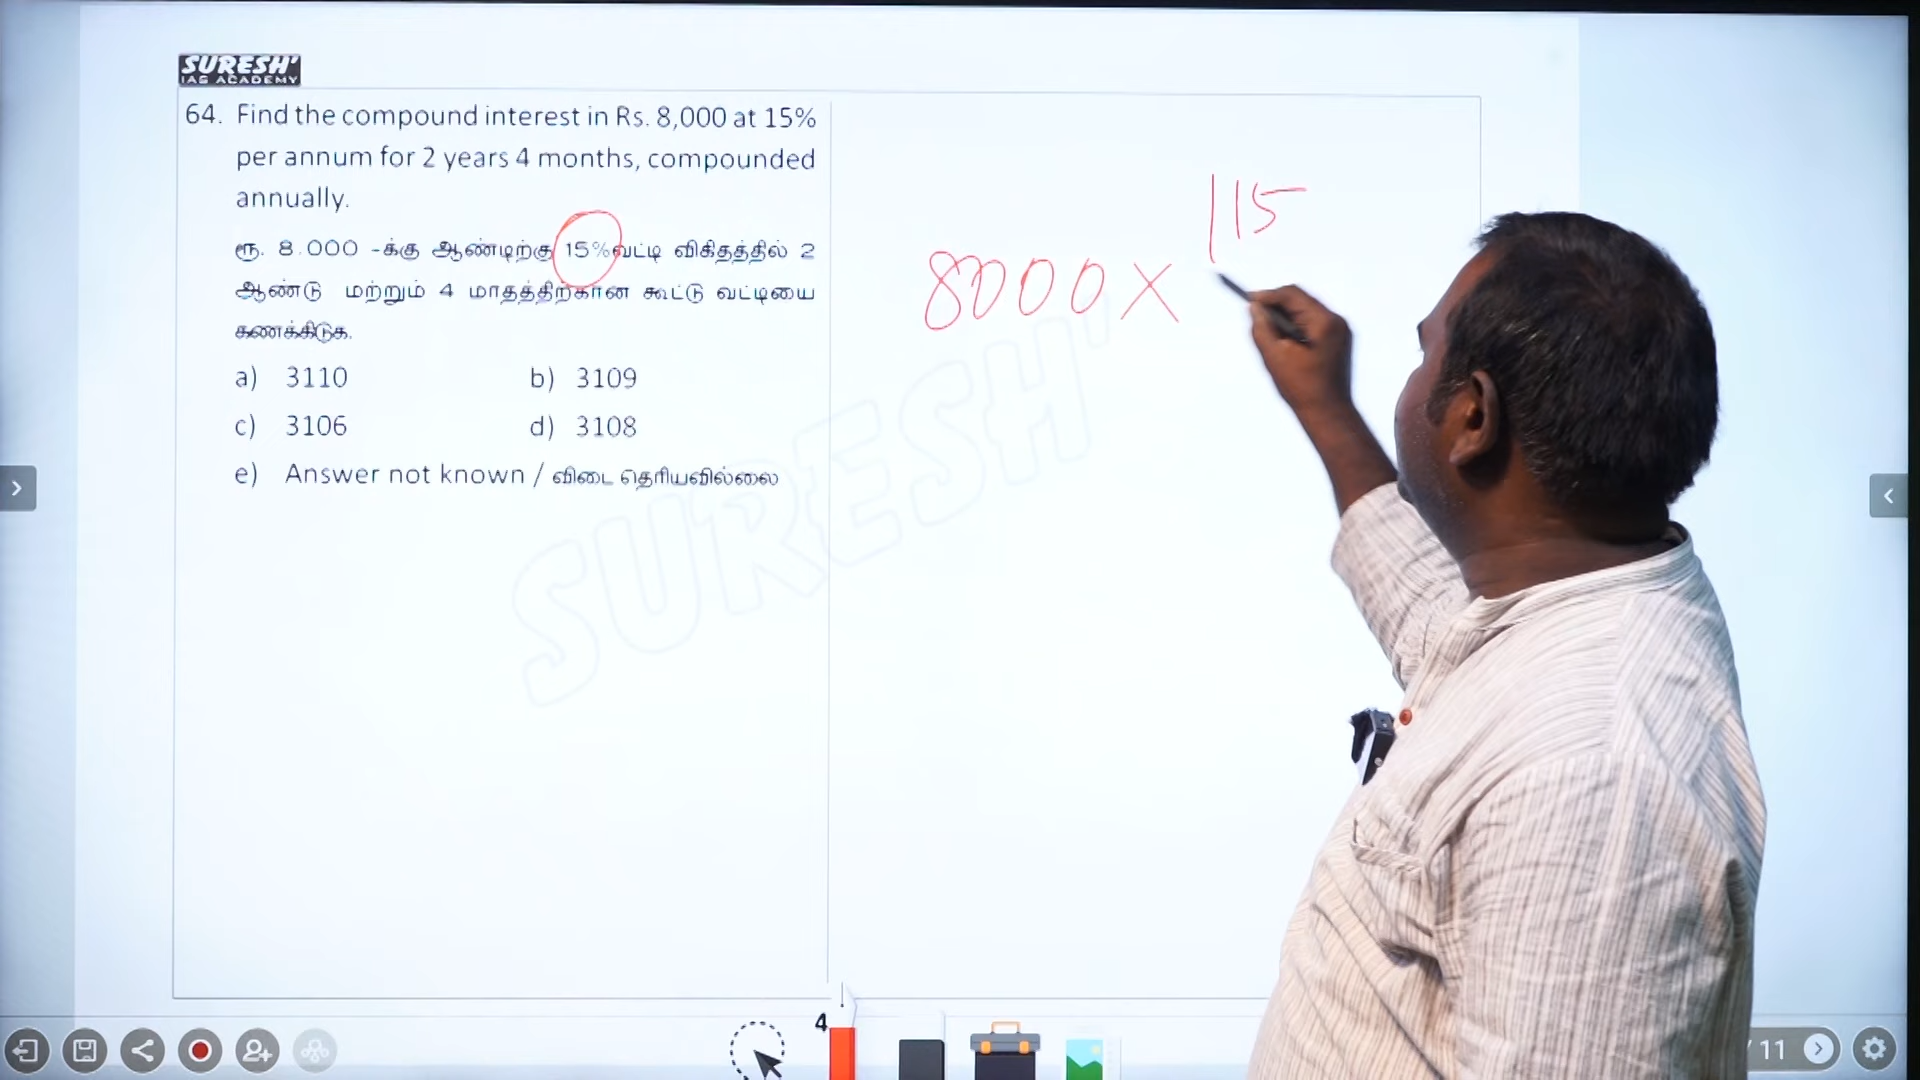 SURESH'
IAS ACADEMY
64. Find the compound interest in Rs. 8,000 at 15%
per annum for 2 years 4 months, compounded
annually.
ரூ. 8.000 -க்கு ஆண்டிற்கு 15% வட்டி விகிதத்தில் 2
ஆண்டு மற்றும் 4 மாதத்திற்கான கூட்டு வட்டியை
கணக்கிடுக.
a) 3110 b) 3109
c) 3106 d) 3108
e) Answer not known / விடை தெரியவில்லை
115
8000 ×
SURESH'
4
/ 11